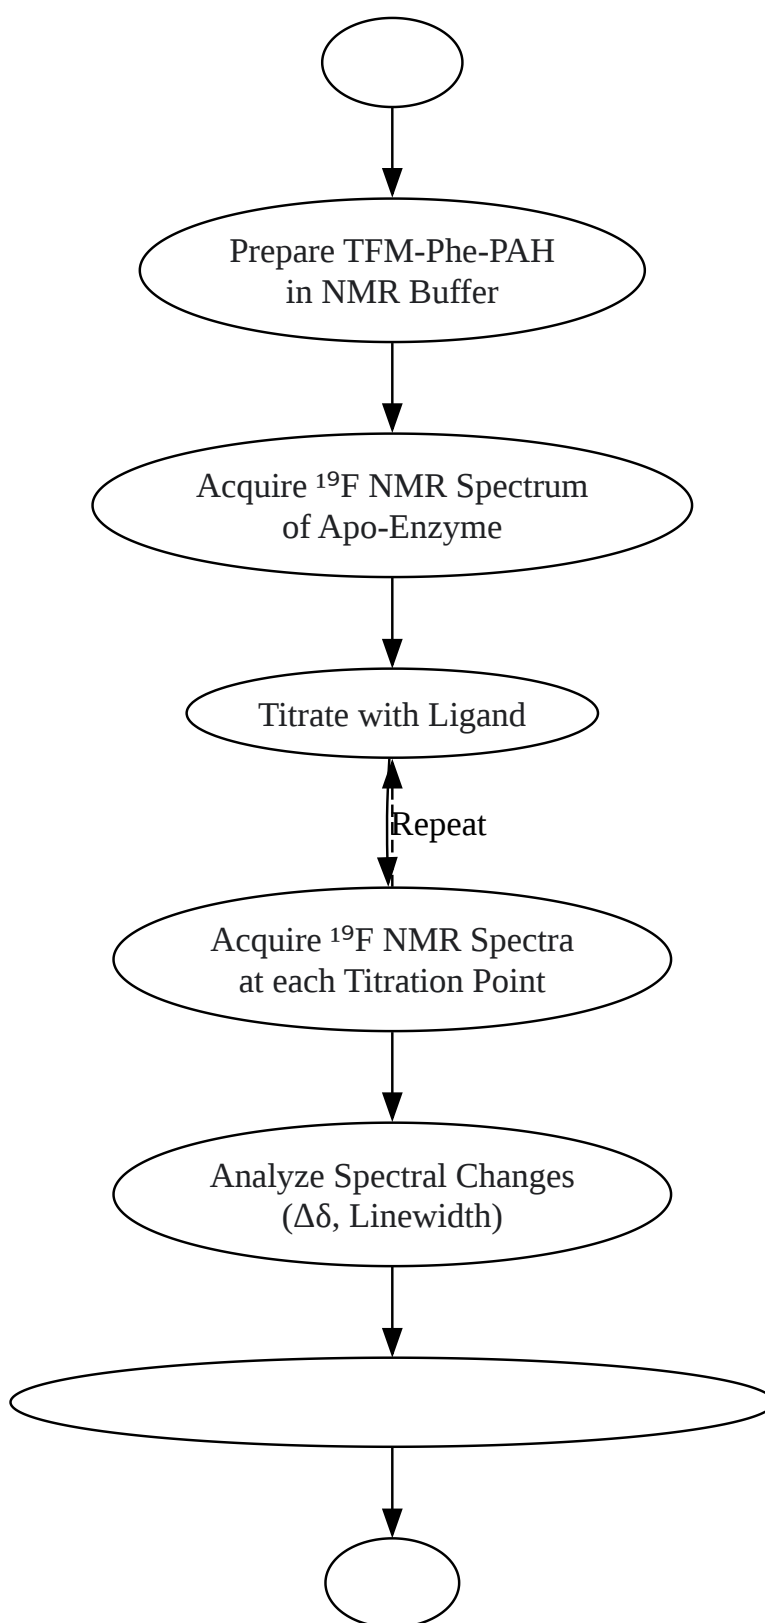 Prepare TFM-Phe-PAH
in NMR Buffer
Acquire ¹⁹F NMR Spectrum
of Apo-Enzyme
Titrate with Ligand
Repeat
Acquire ¹⁹F NMR Spectra
at each Titration Point
Analyze Spectral Changes
(Δδ, Linewidth)